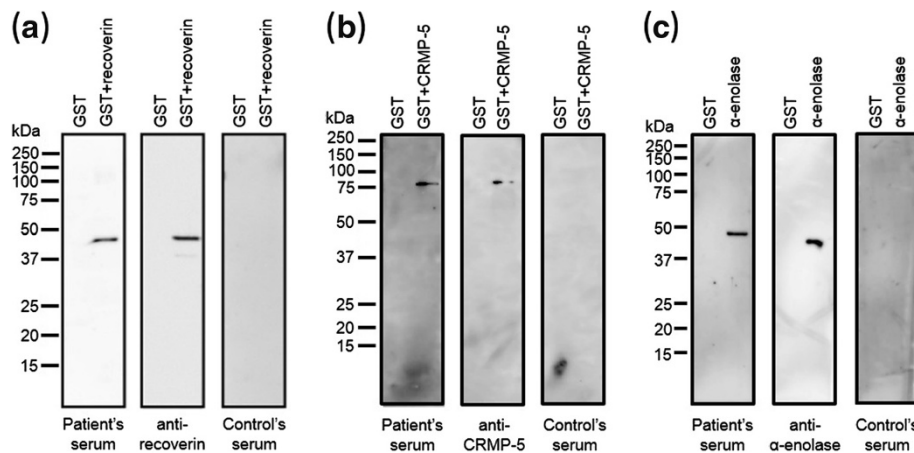 (a)
GST
GST+recoverin
GST
GST+recoverin
GST
GST+recoverin
kDa
250
150
100
75
50
37
25
20
15
Patient's
serum
anti-
recoverin
Control's
serum
(b)
GST
GST+CRMP-5
GST
GST+CRMP-5
GST
GST+CRMP-5
kDa
250
150
100
75
50
37
25
20
15
Patient's
serum
anti-
CRMP-5
Control's
serum
(c)
GST
α-enolase
GST
α-enolase
GST
α-enolase
kDa
250
150
100
75
50
37
25
20
15
Patient's
serum
anti-
α-enolase
Control's
serum